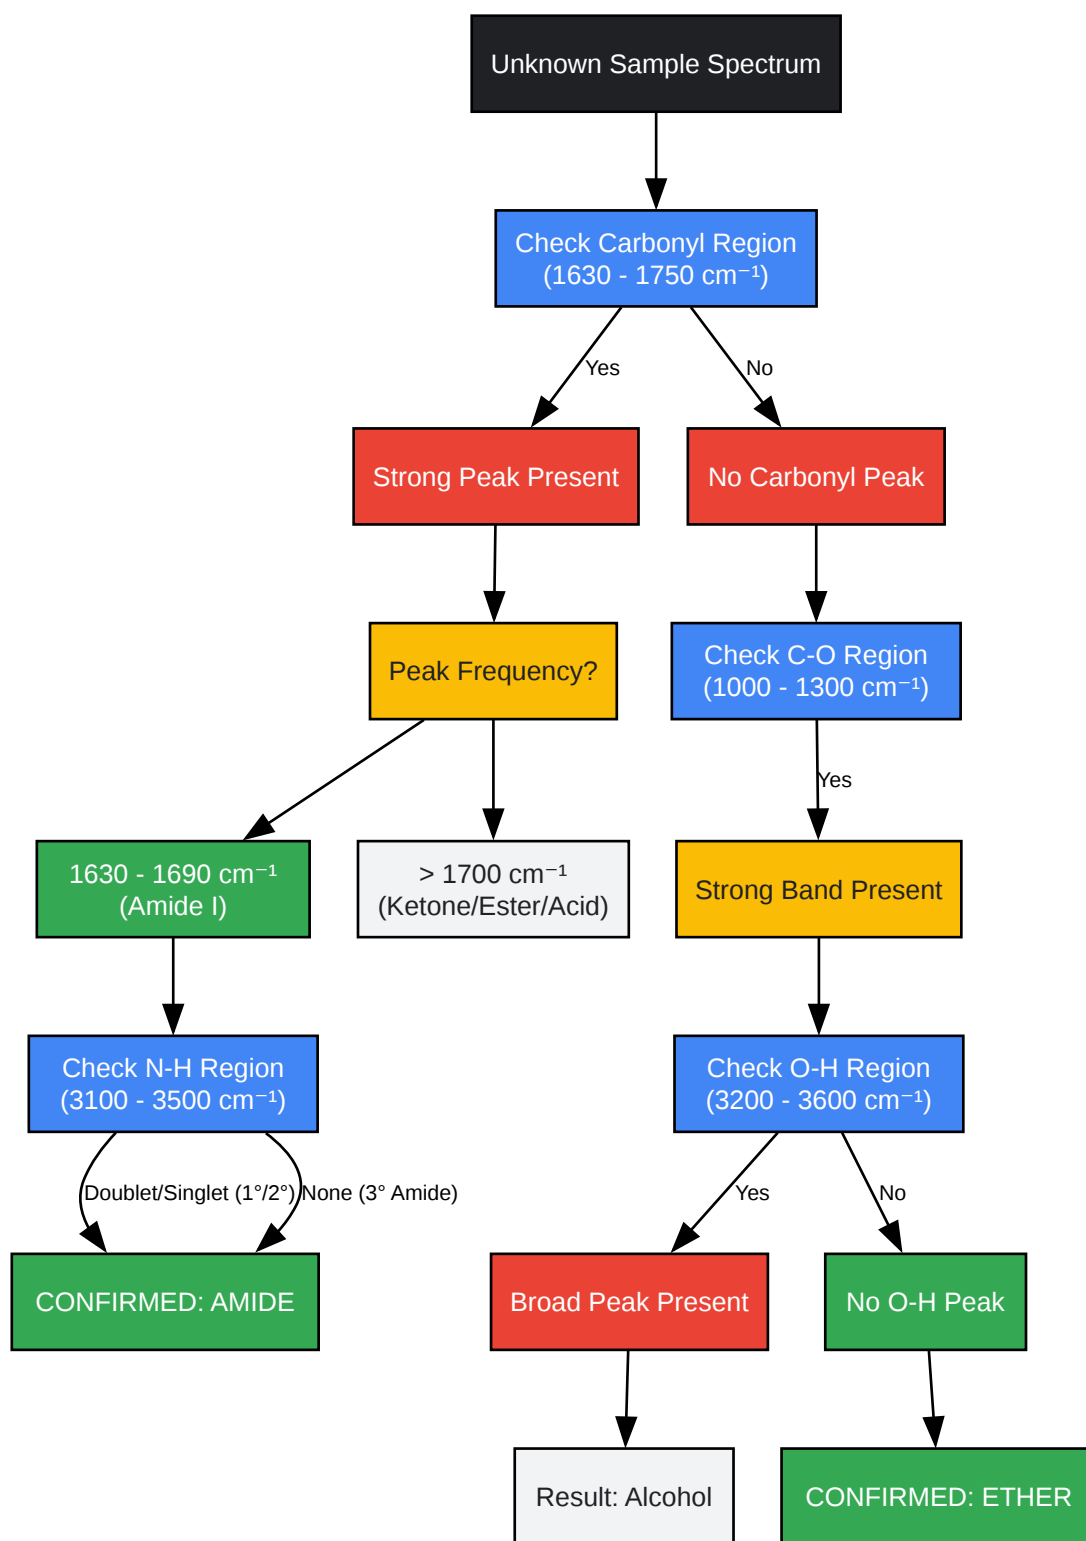 Unknown Sample Spectrum
Check Carbonyl Region
(1630 - 1750 cm⁻¹)
Yes
No
Strong Peak Present
No Carbonyl Peak
Peak Frequency?
Check C-O Region
(1000 - 1300 cm⁻¹)
Yes
1630 - 1690 cm⁻¹
(Amide I)
> 1700 cm⁻¹
(Ketone/Ester/Acid)
Strong Band Present
Check N-H Region
(3100 - 3500 cm⁻¹)
Check O-H Region
(3200 - 3600 cm⁻¹)
Doublet/Singlet (1°/2°)
None (3° Amide)
Yes
No
CONFIRMED: AMIDE
Broad Peak Present
No O-H Peak
Result: Alcohol
CONFIRMED: ETHER